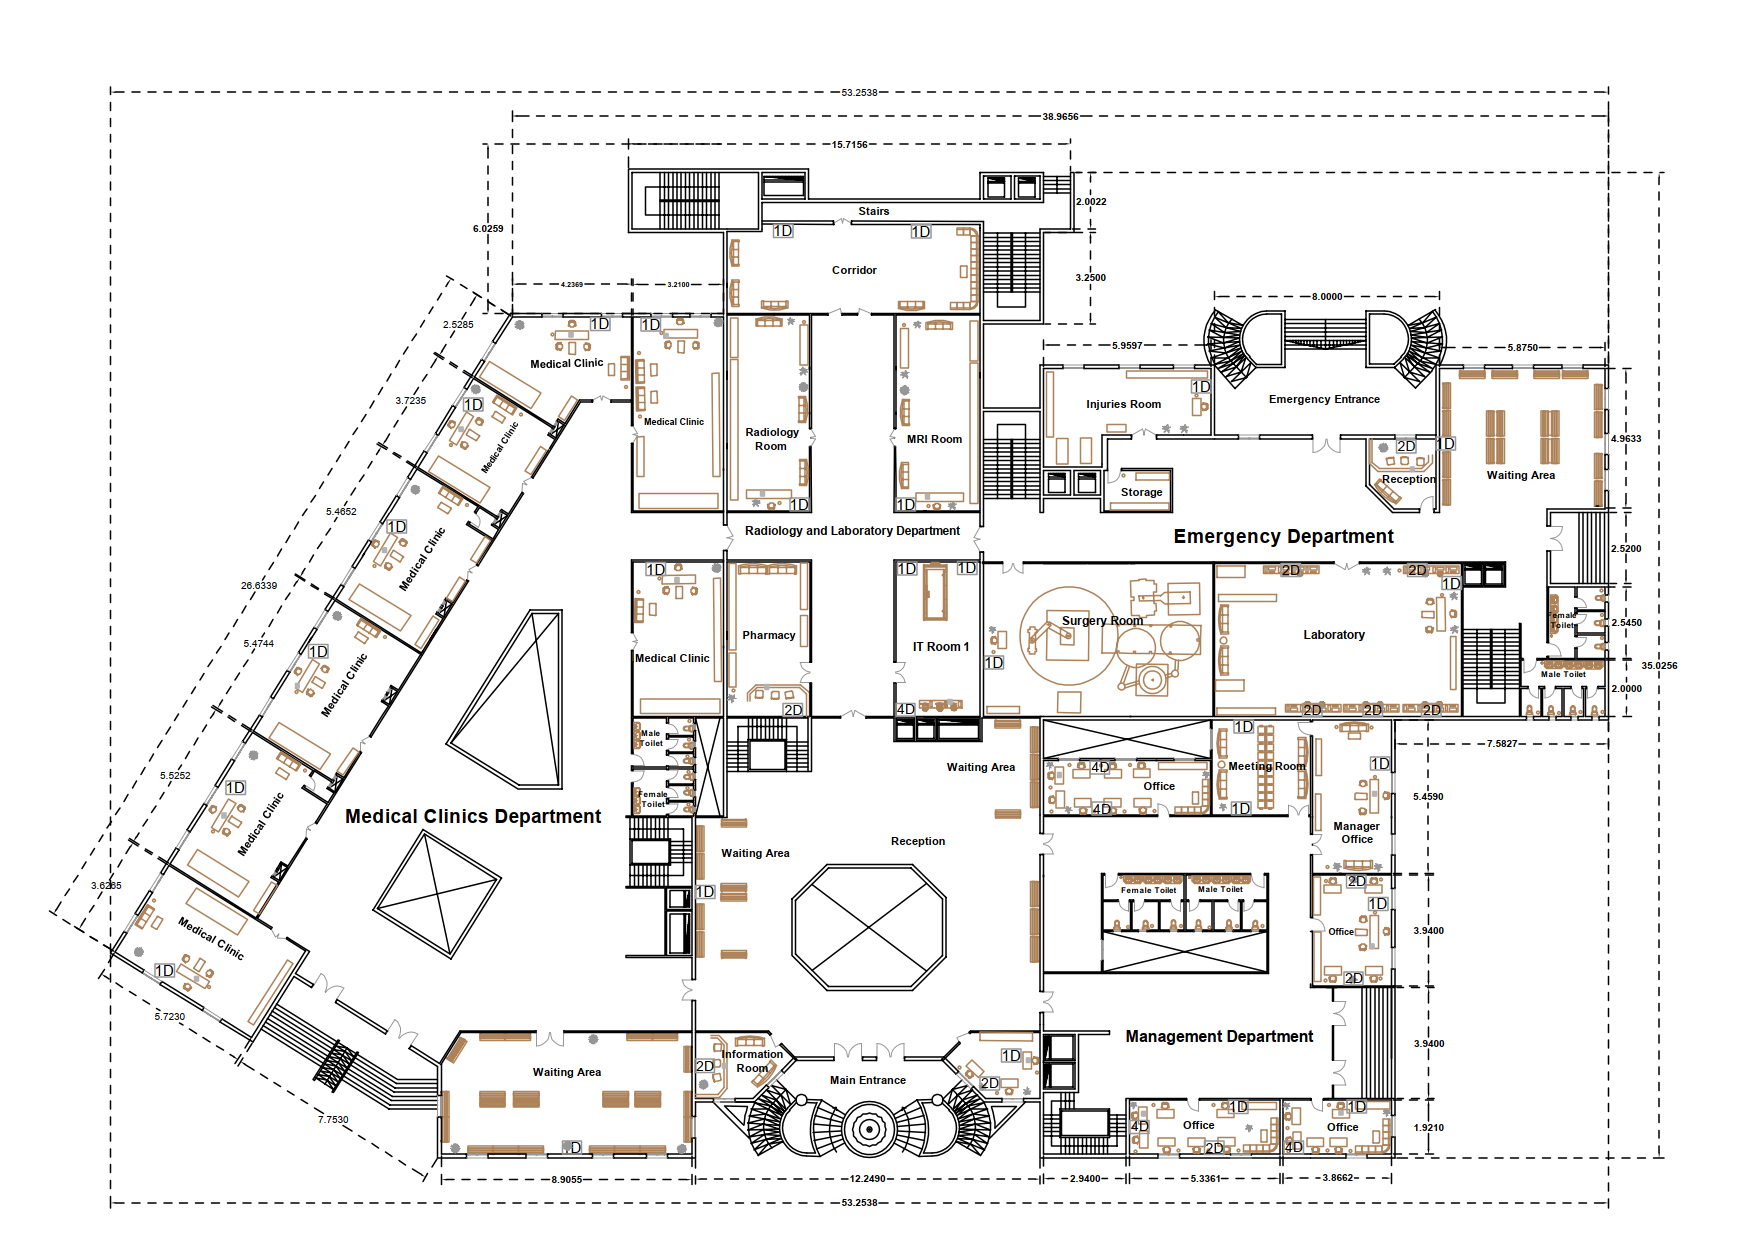 53.2538
38.9656
15.7156
2.0022
Stairs
6.0259
1D
1D
Corridor
3.2500
4.2369
3.2100
8.0000
2.5285
1D
1D
5.9597
5.8750
Medical Clinic
1D
3.7235
1D
Injuries Room
Emergency Entrance
Medical Clinic
Medical Clinic
Radiology
Room
MRI Room
2D
1D
4.9633
Waiting Area
Reception
Storage
5.4652
1D
1D
1D
Medical Clinic
Radiology and Laboratory Department
Emergency Department
2.5200
1D
1D
1D
2D
2D
1D
26.6339
5.4744
1D
Medical Clinic
Medical Clinic
Pharmacy
IT Room 1
Surgery Room
1D
Laboratory
Female
Toilet
2.5450
Male Toilet
35.0256
2.0000
2D
4D
2D
2D
2D
5.5252
1D
Medical Clinic
Male
Toilet
Female
Toilet
Waiting Area
4D
Office
4D
1D
Meeting Room
1D
1D
7.5827
5.4590
Manager
Office
Medical Clinics Department
Reception
Waiting Area
1D
3.6265
Female Toilet
Male Toilet
2D
1D
Office
2D
3.9400
Medical Clinic
1D
5.7230
Management Department
3.9400
Waiting Area
Information
Room
2D
Main Entrance
1D
2D
7.7530
1D
4D
Office
1D
2D
1D
Office
4D
1.9210
8.9055
12.2490
2.9400
5.3361
3.8662
53.2538